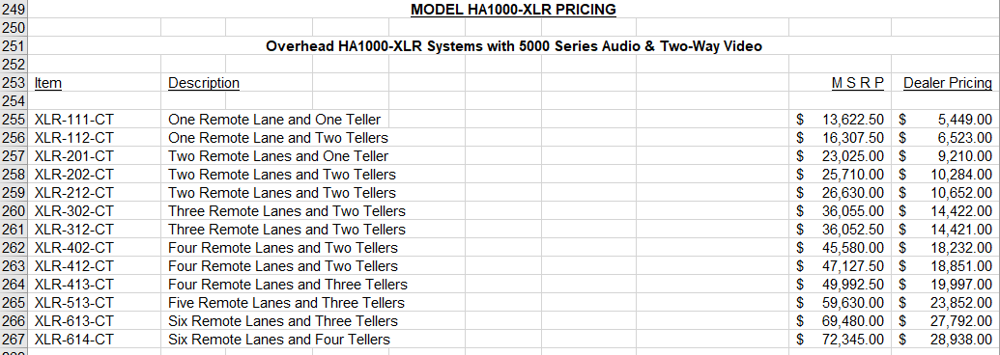 249 MODEL HA1000-XLR PRICING
250
251 Overhead HA1000-XLR Systems with 5000 Series Audio & Two-Way Video
252
253 Item Description M S R P Dealer Pricing
254
255 XLR-111-CT One Remote Lane and One Teller $ 13,622.50 $ 5,449.00
256 XLR-112-CT One Remote Lane and Two Tellers $ 16,307.50 $ 6,523.00
257 XLR-201-CT Two Remote Lanes and One Teller $ 23,025.00 $ 9,210.00
258 XLR-202-CT Two Remote Lanes and Two Tellers $ 25,710.00 $ 10,284.00
259 XLR-212-CT Two Remote Lanes and Two Tellers $ 26,630.00 $ 10,652.00
260 XLR-302-CT Three Remote Lanes and Two Tellers $ 36,055.00 $ 14,422.00
261 XLR-312-CT Three Remote Lanes and Two Tellers $ 36,052.50 $ 14,421.00
262 XLR-402-CT Four Remote Lanes and Two Tellers $ 45,580.00 $ 18,232.00
263 XLR-412-CT Four Remote Lanes and Two Tellers $ 47,127.50 $ 18,851.00
264 XLR-413-CT Four Remote Lanes and Three Tellers $ 49,992.50 $ 19,997.00
265 XLR-513-CT Five Remote Lanes and Three Tellers $ 59,630.00 $ 23,852.00
266 XLR-613-CT Six Remote Lanes and Three Tellers $ 69,480.00 $ 27,792.00
267 XLR-614-CT Six Remote Lanes and Four Tellers $ 72,345.00 $ 28,938.00